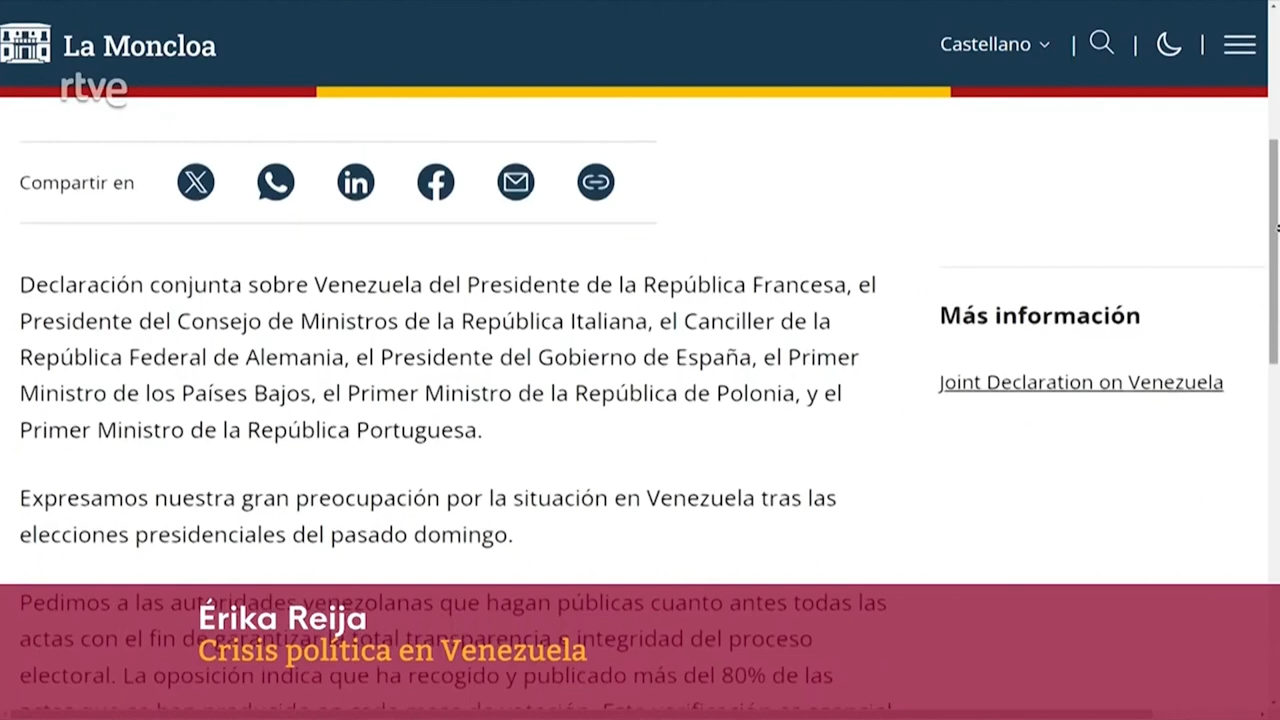 La Moncloa
Castellano
rtve
Compartir en
Declaración conjunta sobre Venezuela del Presidente de la República Francesa, el
Presidente del Consejo de Ministros de la República Italiana, el Canciller de la
República Federal de Alemania, el Presidente del Gobierno de España, el Primer
Ministro de los Países Bajos, el Primer Ministro de la República de Polonia, y el
Primer Ministro de la República Portuguesa.
Más información
Joint Declaration on Venezuela
Expresamos nuestra gran preocupación por la situación en Venezuela tras las
elecciones presidenciales del pasado domingo.
Pedimos a las autoridades venezolanas que hagan públicas cuanto antes todas las
Érika Reija
actas con el fin de garantizar total transparencia e integridad del proceso
Crisis política en Venezuela
electoral. La oposición indica que ha recogido y publicado más del 80% de las